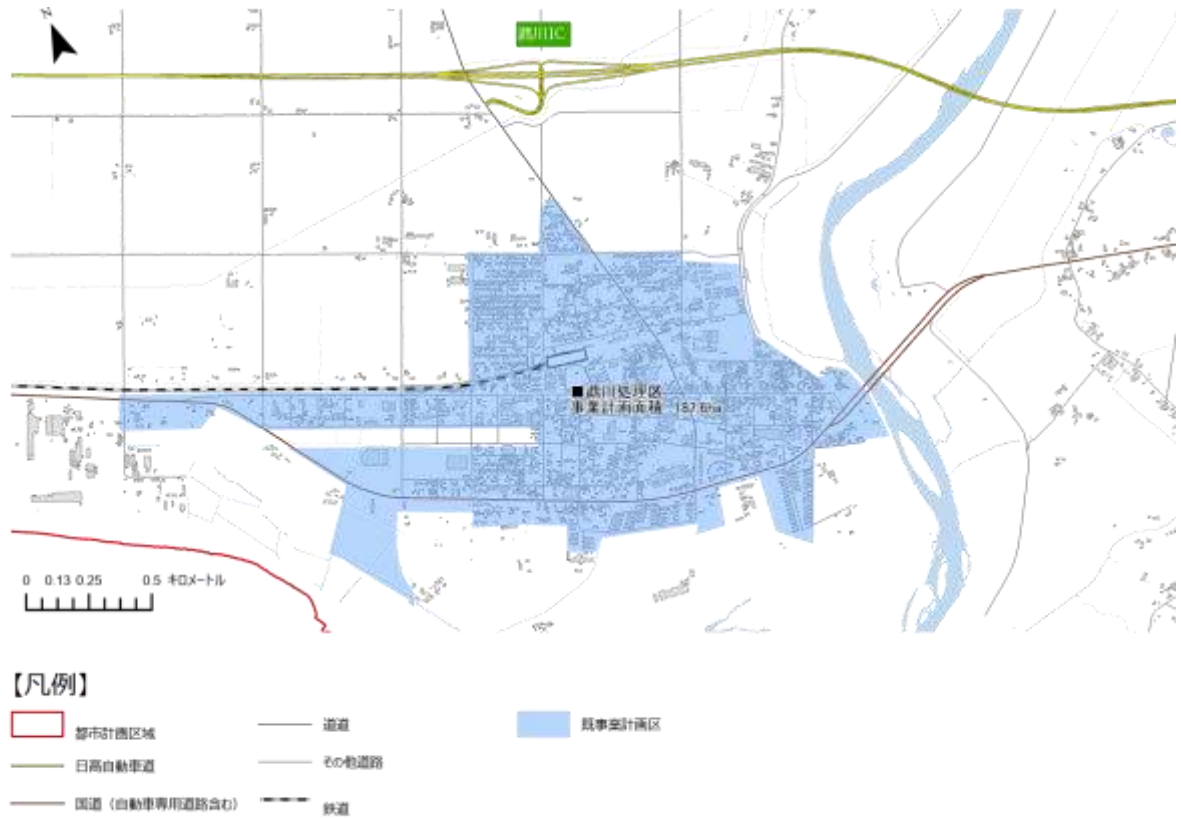 N
鵡川IC
■鵡川処理区
事業計画面積 187.6ha
0 0.13 0.25 0.5 キロメートル
【凡例】
都市計画区域
道道
既事業計画区
日高自動車道
その他道路
国道（自動車専用道路含む）
鉄道